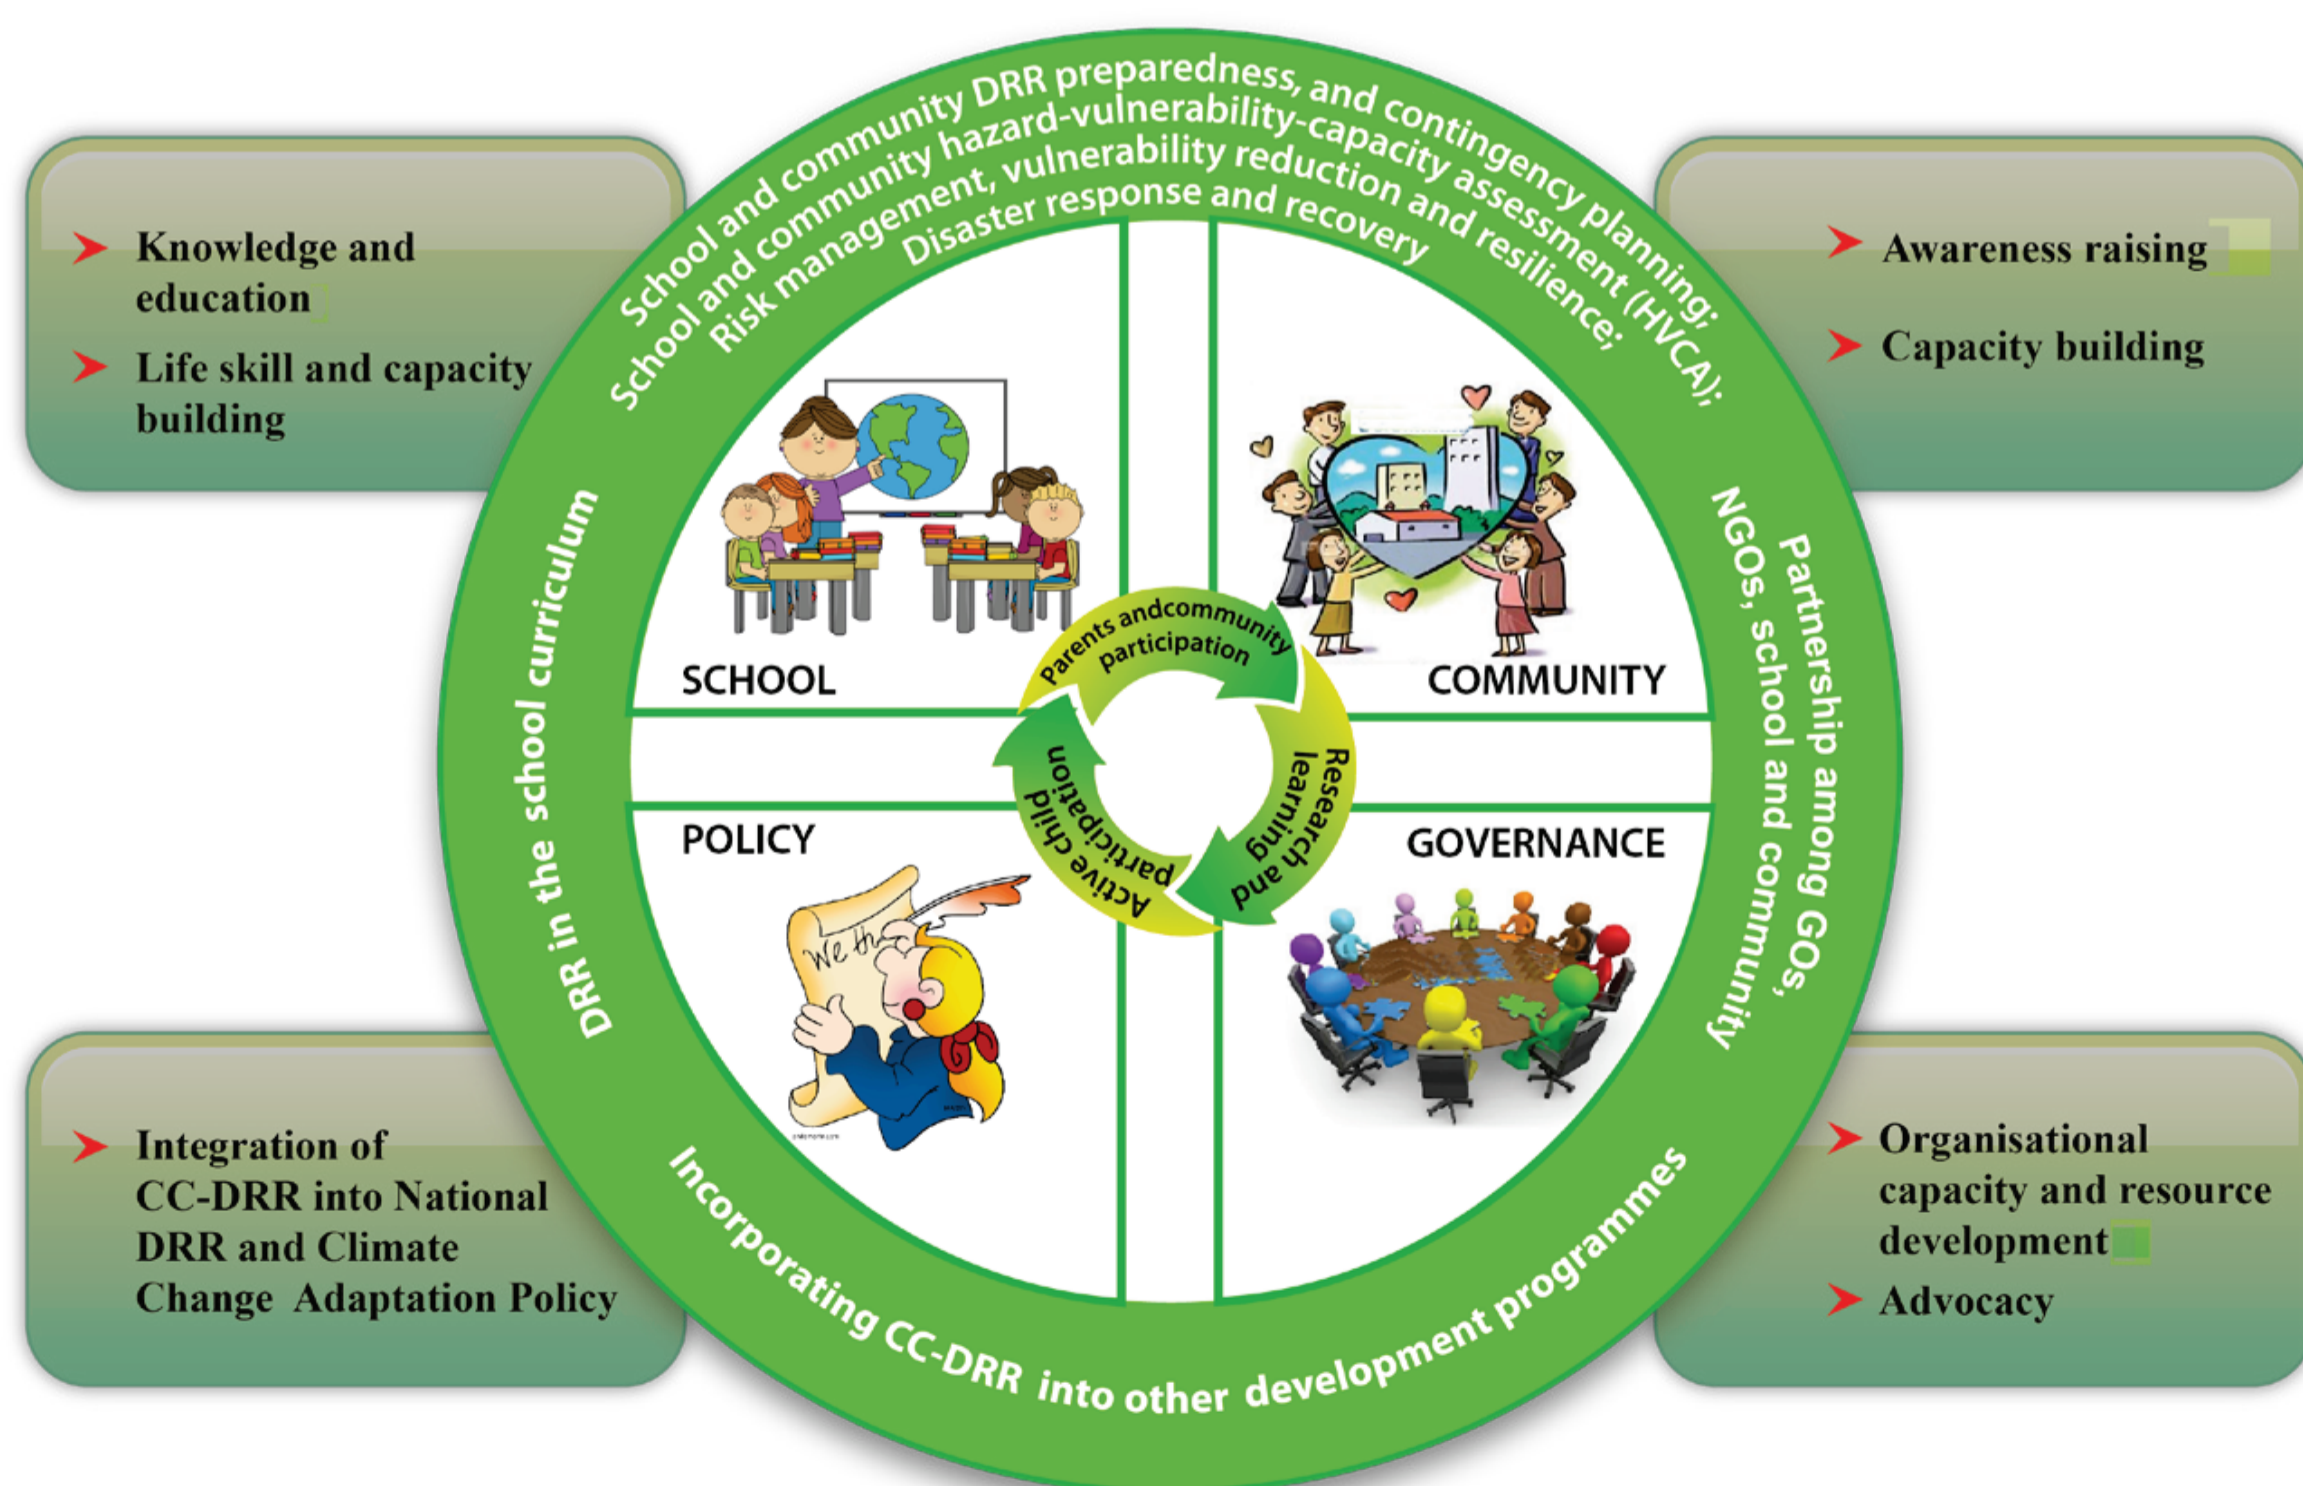 School and community DRR preparedness, and contingency planning;
School and community hazard-vulnerability-capacity assessment (HVCA);
Risk management, vulnerability reduction and resilience;
Disaster response and recovery
Knowledge and
education
Life skill and capacity
building
Awareness raising
Capacity building
DRR in the school curriculum
Partnership among GOs,
NGOs, school and community
SCHOOL
COMMUNITY
Parents andcommunity
participation
Research and
learning
Active child
participation
POLICY
GOVERNANCE
We th
Integration of
CC-DRR into National
DRR and Climate
Change Adaptation Policy
Organisational
capacity and resource
development
Advocacy
Incorporating CC-DRR into other development programmes